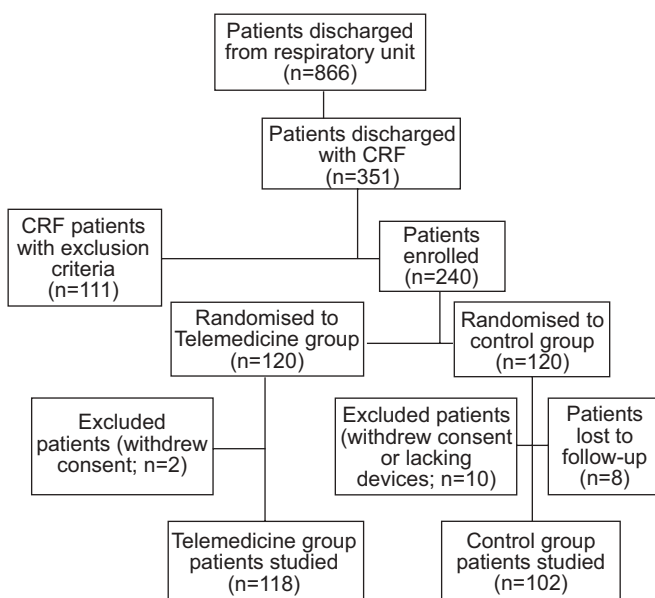 Patients discharged
from respiratory unit
(n=866)
Patients discharged
with CRF
(n=351)
CRF patients
with exclusion
criteria
(n=111)
Patients
enrolled
(n=240)
Randomised to
Telemedicine group
(n=120)
Randomised to
control group
(n=120)
Excluded
patients (withdrew
consent; n=2)
Excluded patients
(withdrew consent
or lacking
devices; n=10)
Patients
lost to
follow-up
(n=8)
Telemedicine group
patients studied
(n=118)
Control group
patients studied
(n=102)